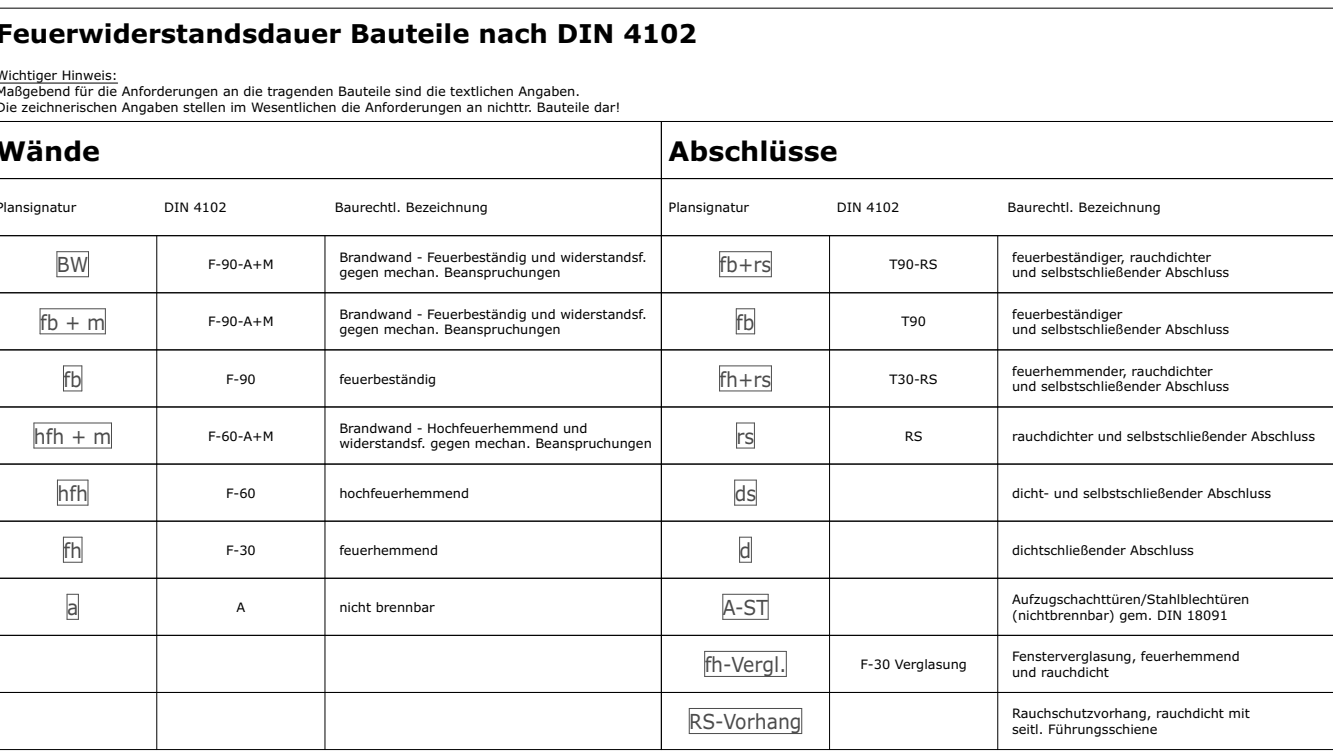 Feuerwiderstandsdauer Bauteile nach DIN 4102
Wichtiger Hinweis:
Maßgebend für die Anforderungen an die tragenden Bauteile sind die textlichen Angaben.
Die zeichnerischen Angaben stellen im Wesentlichen die Anforderungen an nichttr. Bauteile dar!
Wände
Plansignatur DIN 4102 Baurechtl. Bezeichnung
BW F-90-A+M Brandwand - Feuerbeständig und widerstandsf.
gegen mechan. Beanspruchungen
fb + m F-90-A+M Brandwand - Feuerbeständig und widerstandsf.
gegen mechan. Beanspruchungen
fb F-90 feuerbeständig
hfh + m F-60-A+M Brandwand - Hochfeuerhemmend und
widerstandsf. gegen mechan. Beanspruchungen
hfh F-60 hochfeuerhemmend
fh F-30 feuerhemmend
a A nicht brennbar
Abschlüsse
Plansignatur DIN 4102 Baurechtl. Bezeichnung
fb+rs T90-RS feuerbeständiger, rauchdichter
und selbstschließender Abschluss
fb T90 feuerbeständiger
und selbstschließender Abschluss
fh+rs T30-RS feuerhemmender, rauchdichter
und selbstschließender Abschluss
rs RS rauchdichter und selbstschließender Abschluss
ds dicht- und selbstschließender Abschluss
d dichtschließender Abschluss
A-ST Aufzugschachttüren/Stahlblechtüren
(nichtbrennbar) gem. DIN 18091
fh-Vergl. F-30 Verglasung Fensterverglasung, feuerhemmend
und rauchdicht
RS-Vorhang Rauchschutzvorhang, rauchdicht mit
seitl. Führungsschiene